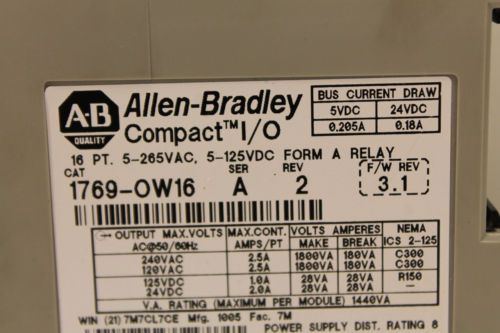 A-B
QUALITY
Allen-Bradley
Compact™ I/O
BUS CURRENT DRAW
5VDC 24VDC
0.205A 0.18A
16 PT. 5-265VAC, 5-125VDC FORM A RELAY
CAT SER REV F/W REV
1769-OW16 A 2 3.1
OUTPUT MAX.VOLTS MAX.CONT. VOLTS AMPERES NEMA
AC@50/60Hz AMPS/PT MAKE BREAK ICS 2-125
240VAC 2.5A 1800VA 180VA C300
120VAC 2.5A 1800VA 180VA C300
125VDC 1.0A 28VA 28VA R150
24VDC 2.0A 28VA 28VA -
V.A. RATING (MAXIMUM PER MODULE) 1440VA
WIN (21) 7M7CL7CE Mfg. 1005 Fac. 7M
POWER SUPPLY DIST. RATING 8